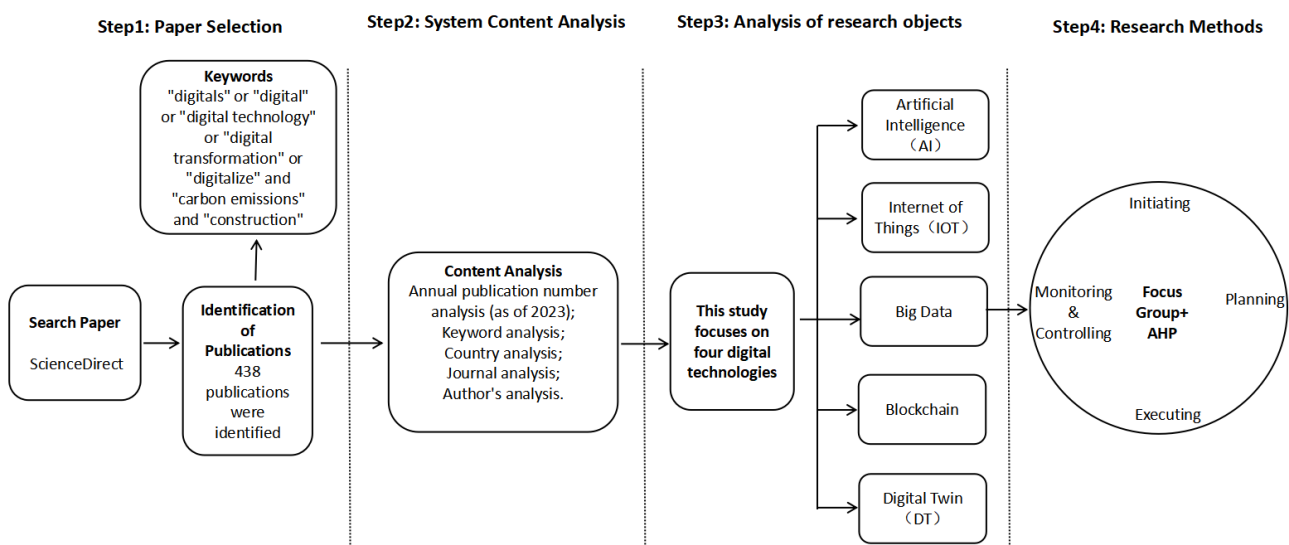 Step1: Paper Selection
Keywords
"digitals" or "digital"
or "digital technology"
or "digital
transformation" or
"digitalize" and
"carbon emissions"
and "construction"
Search Paper
ScienceDirect
Identification
of
Publications
438
publications
were
identified
Step2: System Content Analysis
Content Analysis
Annual publication number
analysis (as of 2023);
Keyword analysis;
Country analysis;
Journal analysis;
Author's analysis.
Step3: Analysis of research objects
This study
focuses on
four digital
technologies
Artificial
Intelligence
（AI）
Internet of
Things（IOT）
Big Data
Blockchain
Digital Twin
（DT）
Step4: Research Methods
Initiating
Planning
Executing
Monitoring
&
Controlling
Focus
Group+
AHP